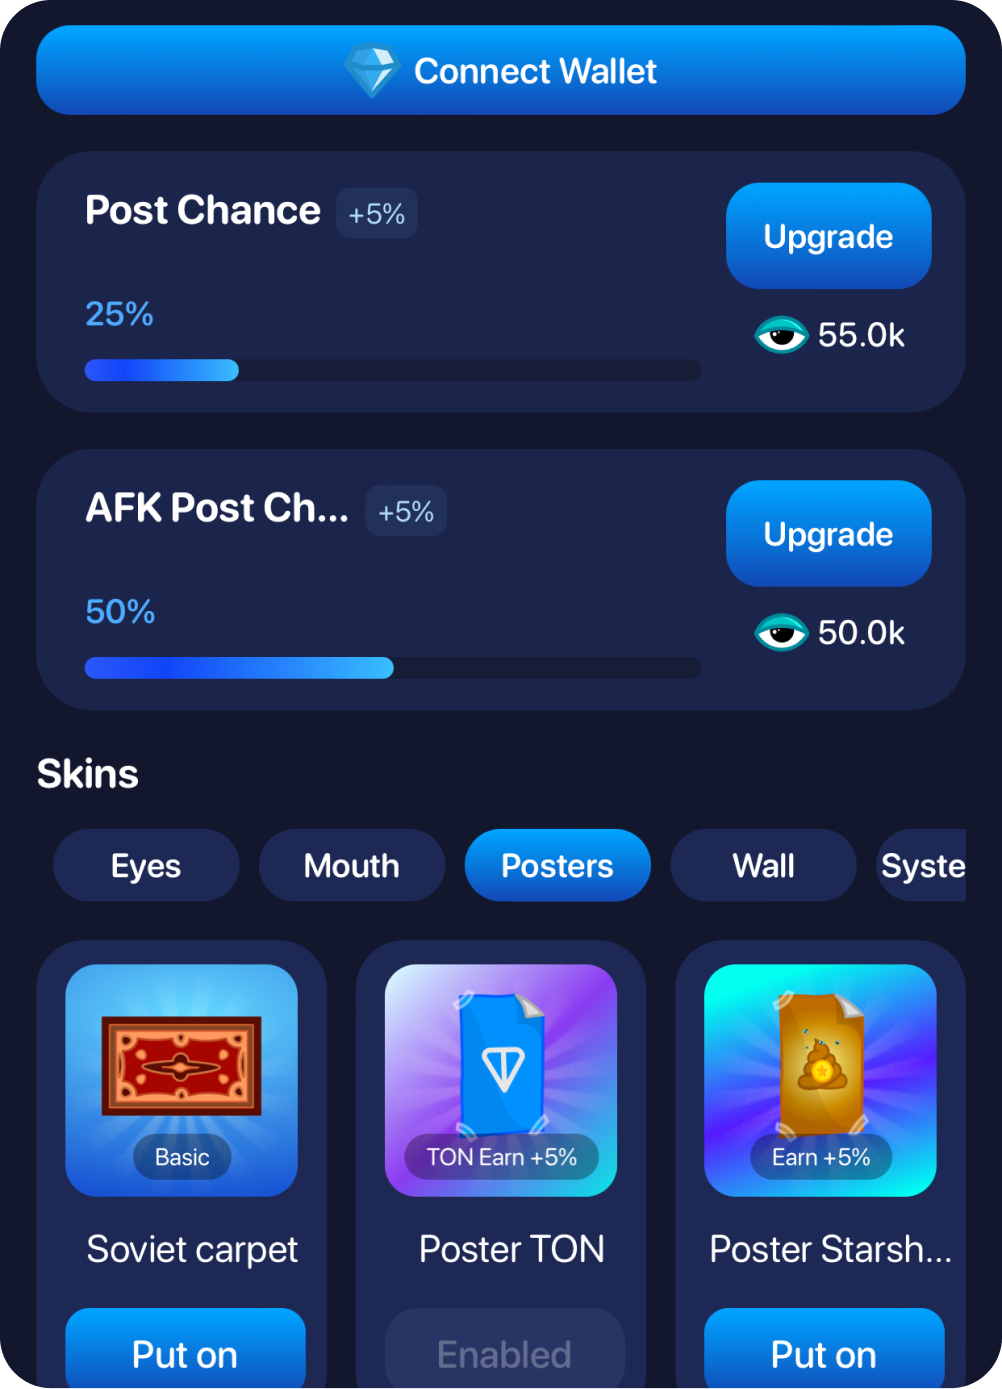 Connect Wallet
Post Chance +5%
Upgrade
25%
55.0k
AFK Post Ch... +5%
Upgrade
50%
50.0k
Skins
Eyes Mouth Posters Wall Syste
Basic TON Earn +5% Earn +5%
Soviet carpet Poster TON Poster Starsh...
Put on Enabled Put on